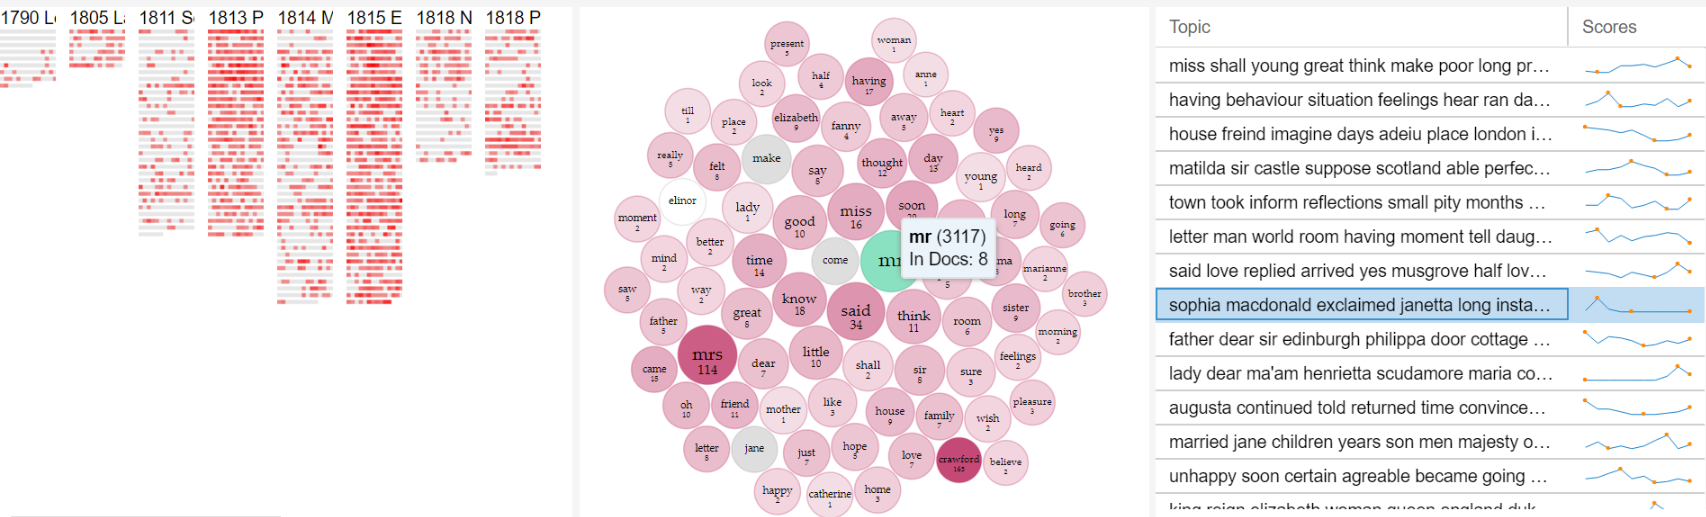 1790 L
1805 L
1811 S
1813 P
1814 M
1815 E
1818 N
1818 P
present
3
woman
1
look
2
half
4
having
17
anne
1
till
1
place
2
elizabeth
9
fanny
4
away
5
heart
2
yes
9
really
5
felt
8
make
say
8
thought
12
day
13
young
1
heard
2
moment
2
elinor
lady
1
good
10
miss
16
soon
long
7
going
6
mind
2
better
2
time
14
come
mr (3117)
In Docs: 8
5
marianne
2
saw
5
way
2
know
18
said
34
think
11
room
6
sister
9
brother
3
father
3
great
8
morning
2
mrs
114
dear
7
little
10
shall
2
sir
8
sure
3
feelings
2
came
15
oh
10
friend
11
mother
1
like
3
house
9
family
7
wish
2
pleasure
3
letter
8
jane
just
7
hope
love
7
crawford
163
believe
2
happy
2
catherine
1
home
3
Topic Scores
miss shall young great think make poor long pr...
having behaviour situation feelings hear ran da...
house freind imagine days adeiu place london i...
matilda sir castle suppose scotland able perfec...
town took inform reflections small pity months ...
letter man world room having moment tell daug...
said love replied arrived yes musgrove half lov...
sophia macdonald exclaimed janetta long insta...
father dear sir edinburgh philippa door cottage ...
lady dear ma'am henrietta scudamore maria co...
augusta continued told returned time convince...
married jane children years son men majesty o...
unhappy soon certain agreable became going ...
king reign elizabeth woman queen england duk